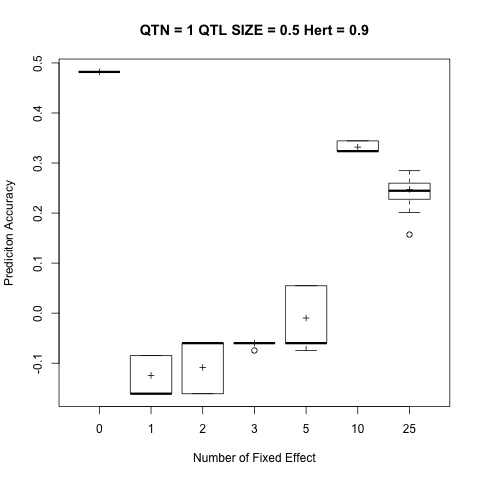 QTN = 1 QTL SIZE = 0.5 Hert = 0.9
Prediciton Accuracy
0.5
0.4
0.3
0.2
0.1
0.0
-0.1
0 1 2 3 5 10 25
Number of Fixed Effect